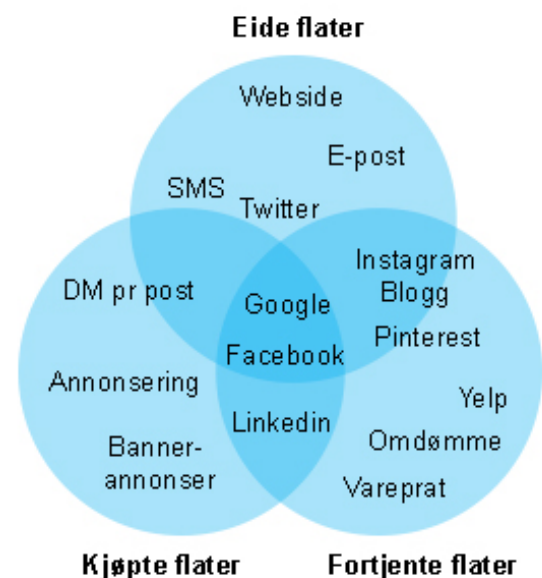 Eide flater
Webside
E-post
SMS
Twitter
Instagram
Blogg
DM pr post
Google
Pinterest
Facebook
Annonsering
Yelp
Linkedin
Omdømme
Banner-
annonser
Vareprat
Kjøpte flater
Fortjente flater